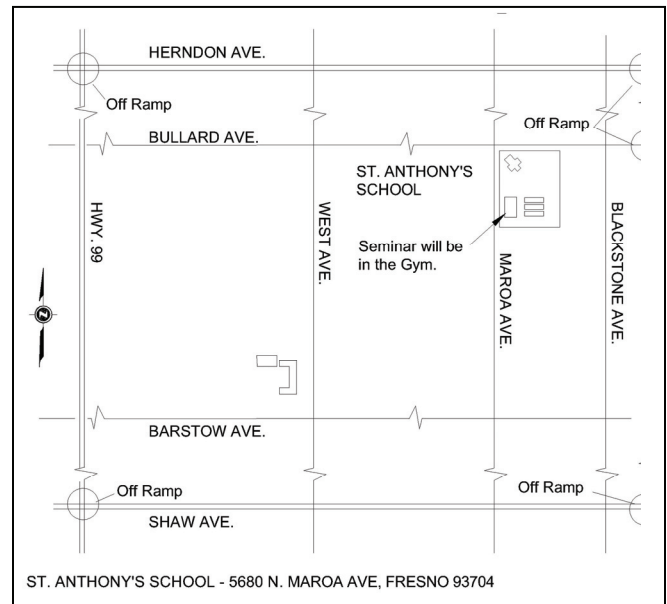 HERNDON AVE.
Off Ramp
Off Ramp
BULLARD AVE.
ST. ANTHONY'S
SCHOOL
HWY. 99
WEST AVE.
Seminar will be
in the Gym.
MAROA AVE.
BLACKSTONE AVE.
N
BARSTOW AVE.
Off Ramp
Off Ramp
SHAW AVE.
ST. ANTHONY'S SCHOOL - 5680 N. MAROA AVE, FRESNO 93704